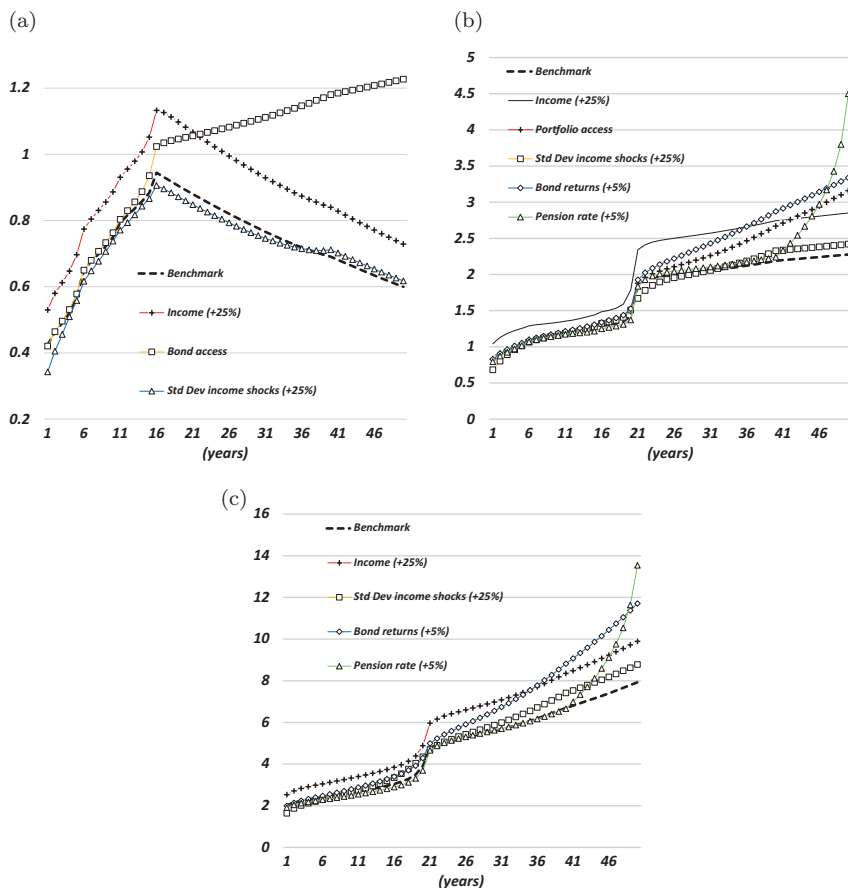 (a)
1.2
1
0.8
0.6
0.4
0.2
Benchmark
Income (+25%)
Bond access
Std Dev income shocks (+25%)
1 6 11 16 21 26 31 36 41 46
(years)
(b)
5
4.5
4
3.5
3
2.5
2
1.5
1
0.5
0
Benchmark
Income (+25%)
Portfolio access
Std Dev income shocks (+25%)
Bond returns (+5%)
Pension rate (+5%)
1 6 11 16 21 26 31 36 41 46
(years)
(c)
16
14
12
10
8
6
4
2
0
Benchmark
Income (+25%)
Std Dev income shocks (+25%)
Bond returns (+5%)
Pension rate (+5%)
1 6 11 16 21 26 31 36 41 46
(years)